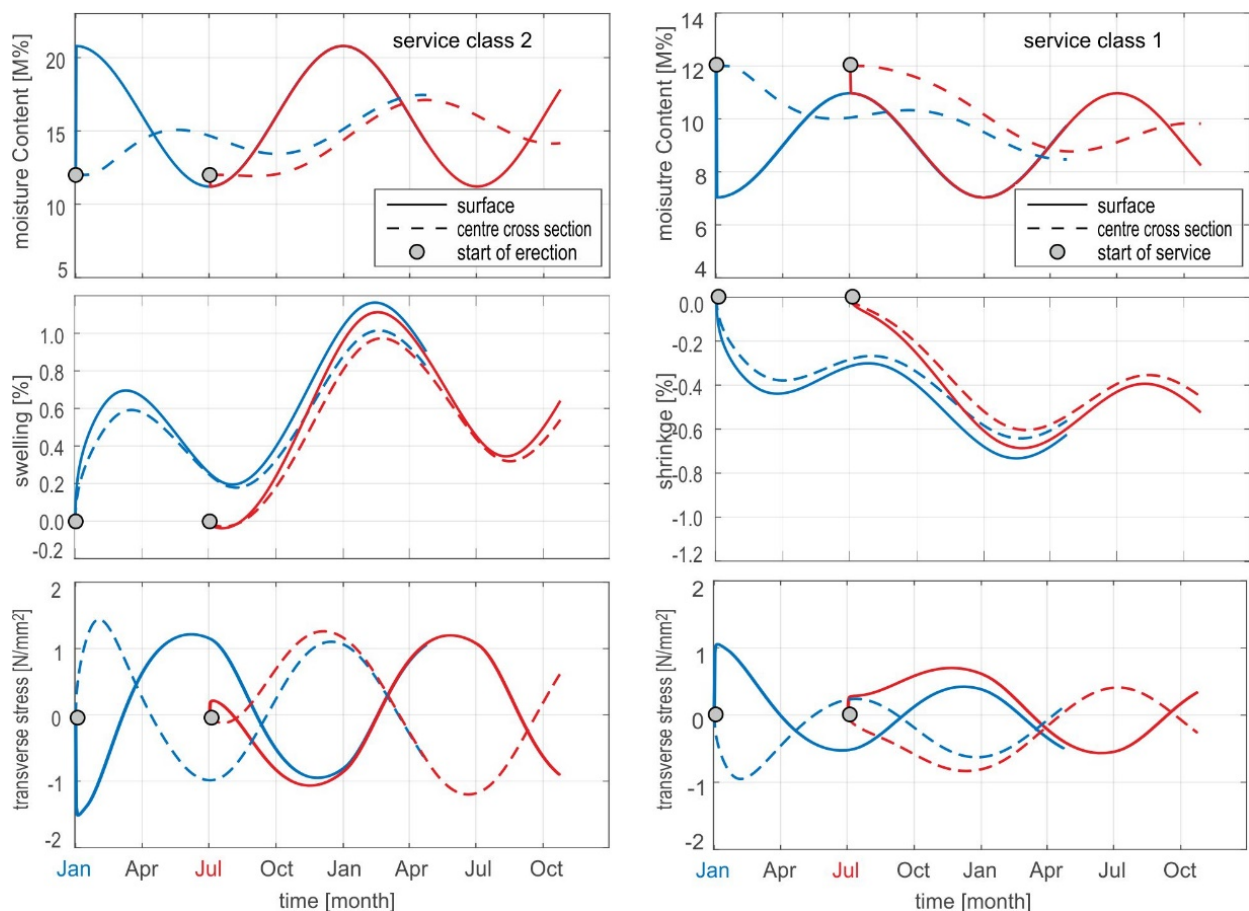 service class 2
moisture Content [M%]
20
15
10
5
surface
centre cross section
start of erection
swelling [%]
1.0
0.8
0.6
0.4
0.2
0.0
-0.2
transverse stress [N/mm²]
2
1
0
-1
-2
Jan Apr Jul Oct Jan Apr Jul Oct
time [month]
service class 1
moisutre Content [M%]
14
12
10
8
6
4
surface
centre cross section
start of service
shrinkge [%]
0.0
-0.2
-0.4
-0.6
-0.8
-1.0
-1.2
transverse stress [N/mm²]
2
1
0
-1
-2
Jan Apr Jul Oct Jan Apr Jul Oct
time [month]